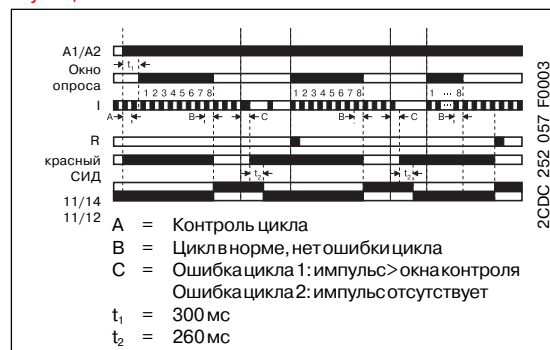 A1/A2
t₁
Окно
опроса
1 2 3 4 5 6 7 8
1 2 3 4 5 6 7 8
1 ... 8
I
A
B
C
B
C
B
R
красный
СИД
t₂
t₂
11/14
11/12
A = Контроль цикла
B = Цикл в норме, нет ошибки цикла
C = Ошибка цикла 1: импульс > окна контроля
Ошибка цикла 2: импульс отсутствует
t₁ = 300 мс
t₂ = 260 мс
2CDC 252 057 F0003